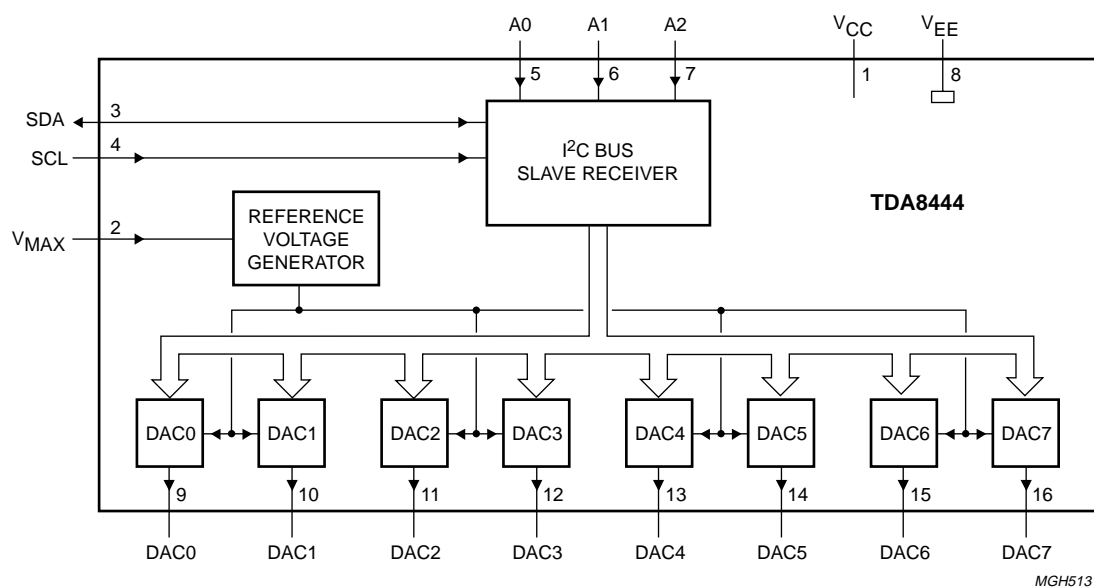 A0 A1 A2 VCC VEE
5 6 7 1 8
SDA 3
SCL 4
I2C BUS
SLAVE RECEIVER
TDA8444
VMAX 2
REFERENCE
VOLTAGE
GENERATOR
DAC0 DAC1 DAC2 DAC3 DAC4 DAC5 DAC6 DAC7
9 10 11 12 13 14 15 16
DAC0 DAC1 DAC2 DAC3 DAC4 DAC5 DAC6 DAC7
MGH513